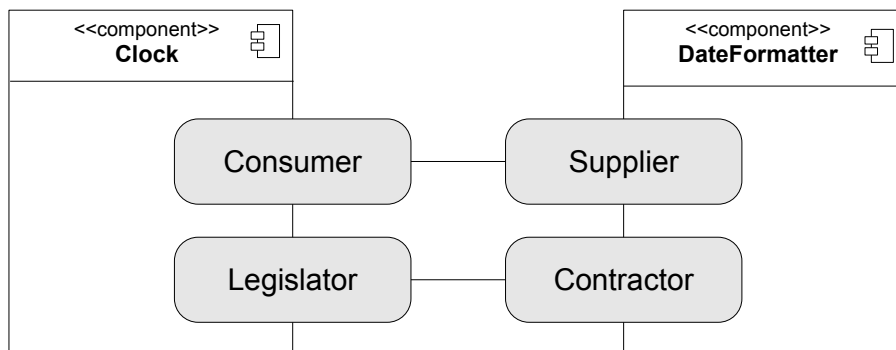 <<component>>
Clock
<<component>>
DateFormatter
Consumer
Supplier
Legislator
Contractor